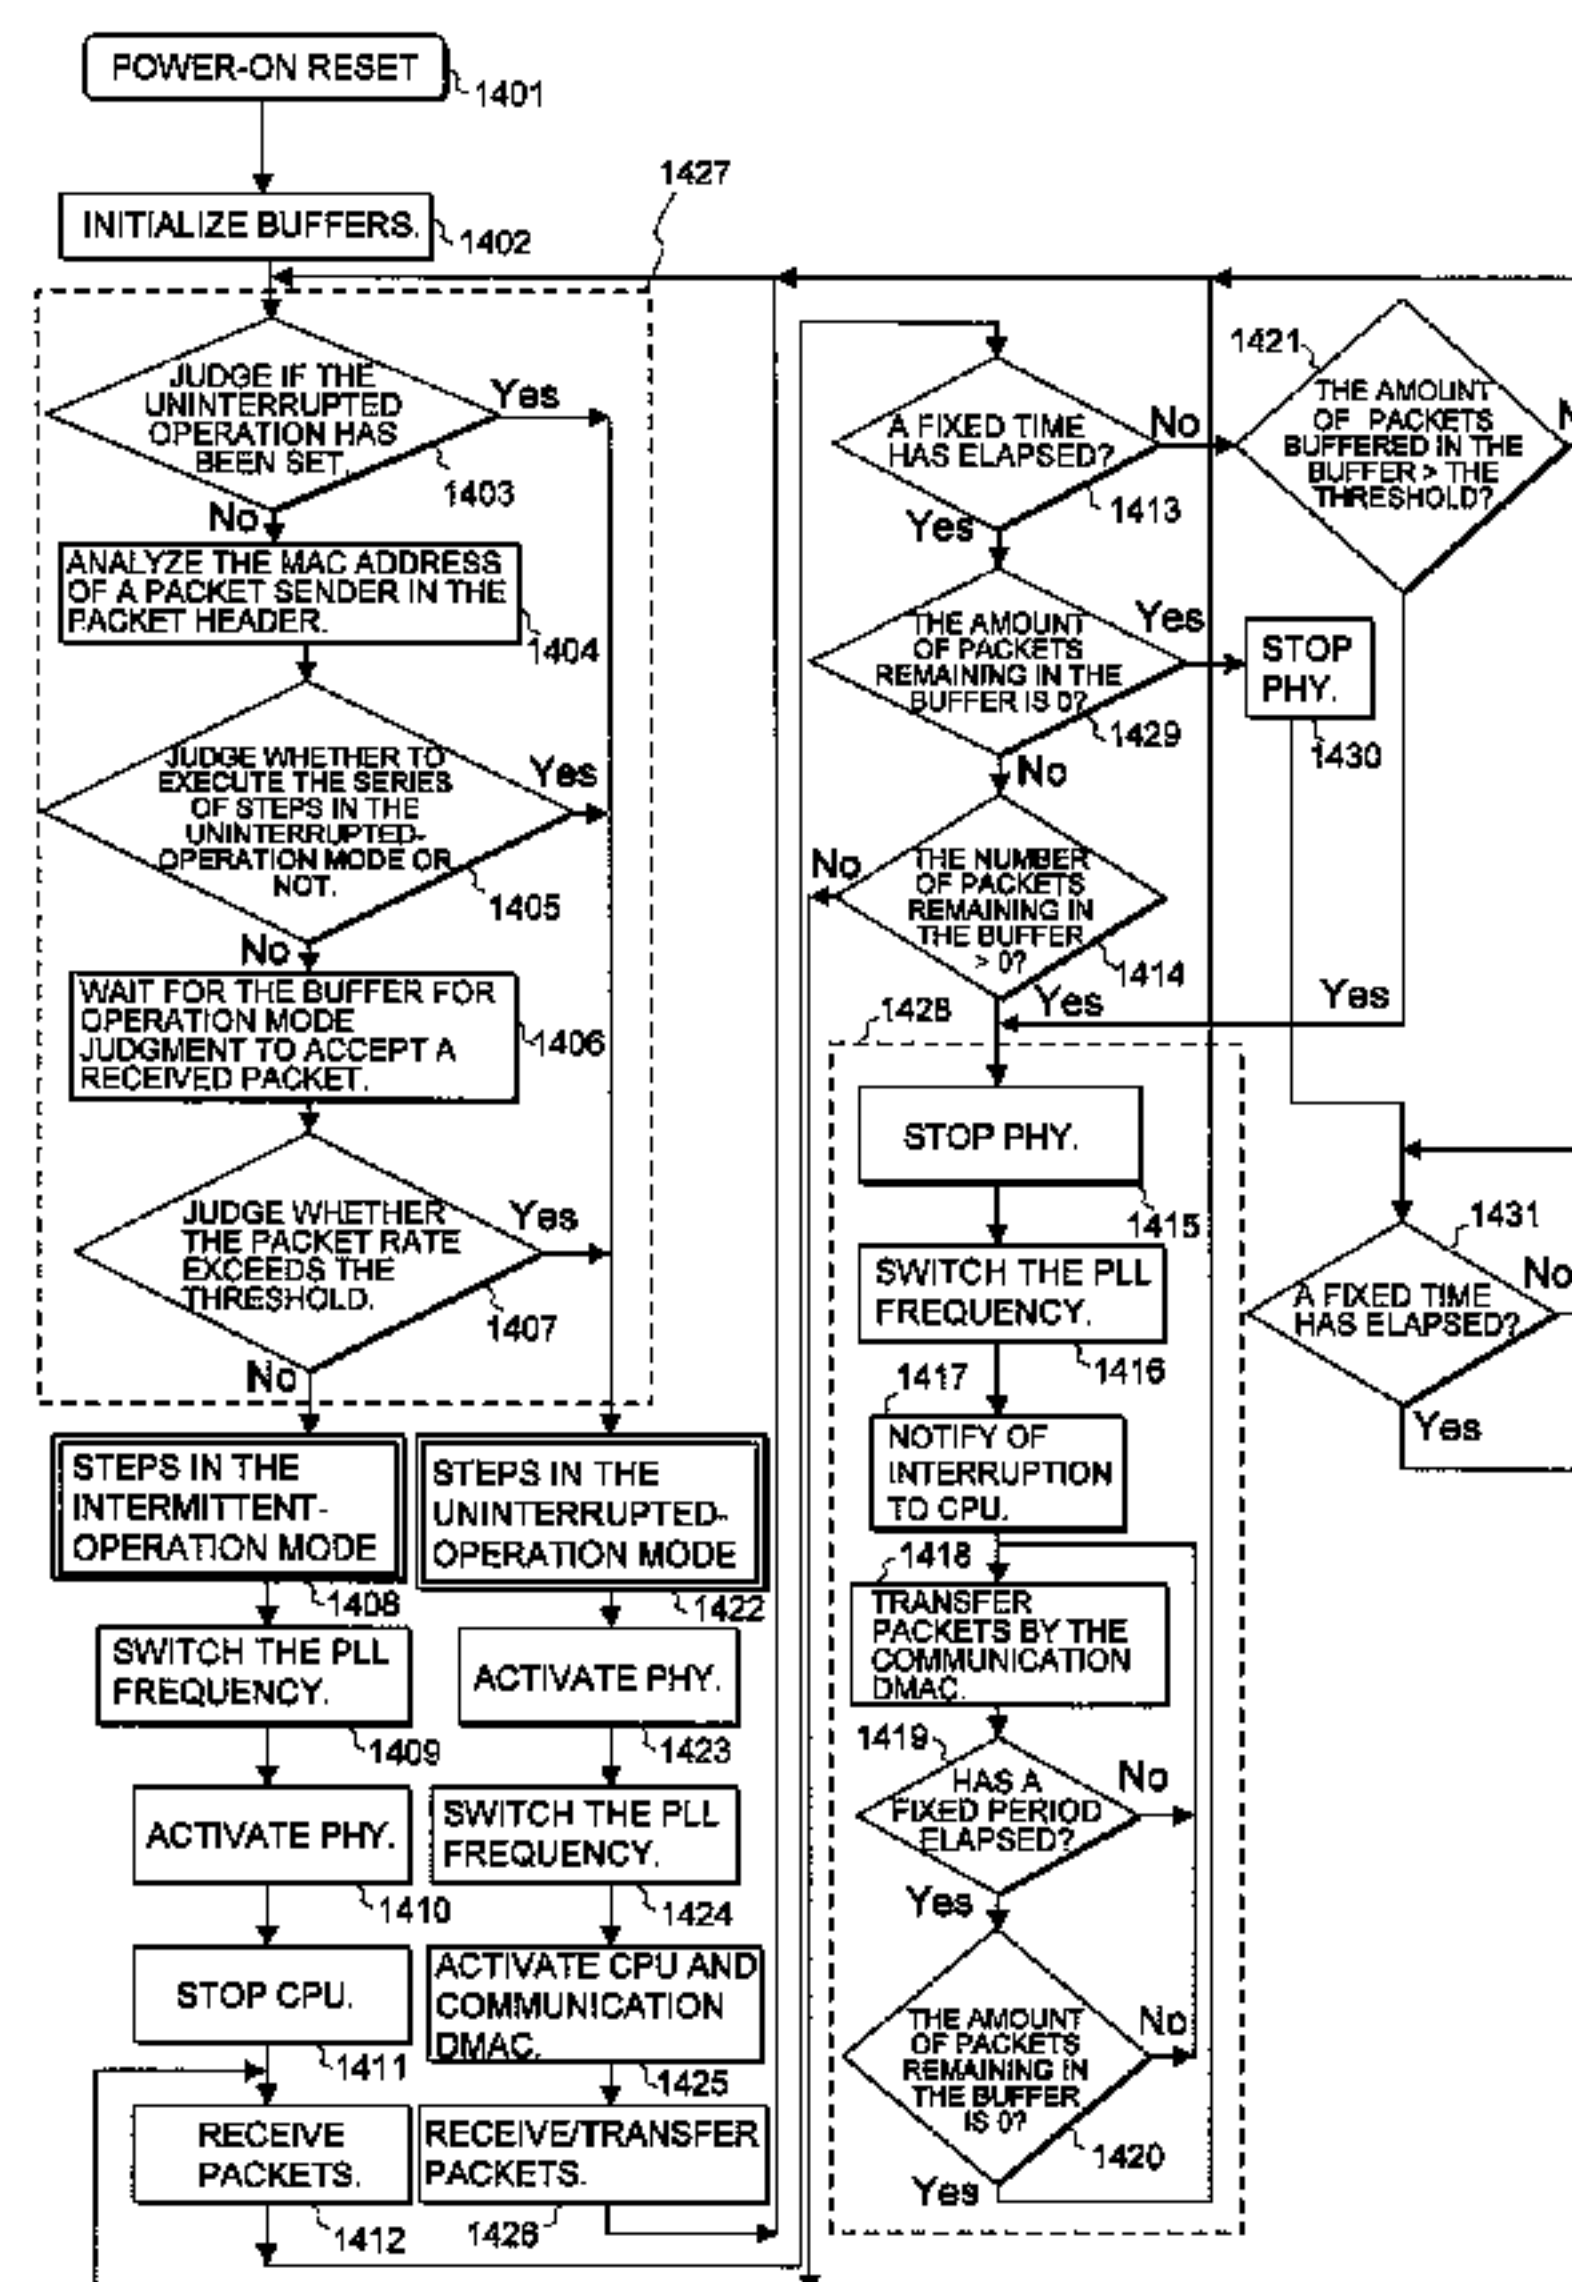 POWER-ON RESET
1401
INITIALIZE BUFFERS.
1402
1427
JUDGE IF THE
UNINTERRUPTED
OPERATION HAS
BEEN SET.
Yes
1403
No
ANALYZE THE MAC ADDRESS
OF A PACKET SENDER IN THE
PACKET HEADER.
1404
JUDGE WHETHER TO
EXECUTE THE SERIES
OF STEPS IN THE
UNINTERRUPTED-
OPERATION MODE OR
NOT.
Yes
1405
No
WAIT FOR THE BUFFER FOR
OPERATION MODE
JUDGMENT TO ACCEPT A
RECEIVED PACKET.
1406
JUDGE WHETHER
THE PACKET RATE
EXCEEDS THE
THRESHOLD.
Yes
1407
No
STEPS IN THE
INTERMITTENT-
OPERATION MODE
1408
SWITCH THE PLL
FREQUENCY.
1409
ACTIVATE PHY.
1410
STOP CPU.
1411
RECEIVE
PACKETS.
1412
STEPS IN THE
UNINTERRUPTED-
OPERATION MODE
1422
ACTIVATE PHY.
1423
SWITCH THE PLL
FREQUENCY.
1424
ACTIVATE CPU AND
COMMUNICATION
DMAC.
1425
RECEIVE/TRANSFER
PACKETS.
1426
A FIXED TIME
HAS ELAPSED?
No
1413
Yes
THE AMOUNT
OF PACKETS
REMAINING IN THE
BUFFER IS 0?
Yes
1429
No
THE NUMBER
OF PACKETS
REMAINING IN
THE BUFFER
> 0?
No
1414
Yes
1428
STOP PHY.
1415
SWITCH THE PLL
FREQUENCY.
1416
1417
NOTIFY OF
INTERRUPTION
TO CPU.
1418
TRANSFER
PACKETS BY THE
COMMUNICATION
DMAC.
1419
HAS A
FIXED PERIOD
ELAPSED?
No
Yes
THE AMOUNT
OF PACKETS
REMAINING IN
THE BUFFER
IS 0?
No
1420
Yes
1421
THE AMOUNT
OF PACKETS
BUFFERED IN THE
BUFFER > THE
THRESHOLD?
Yes
STOP
PHY.
1430
1431
A FIXED TIME
HAS ELAPSED?
No
Yes